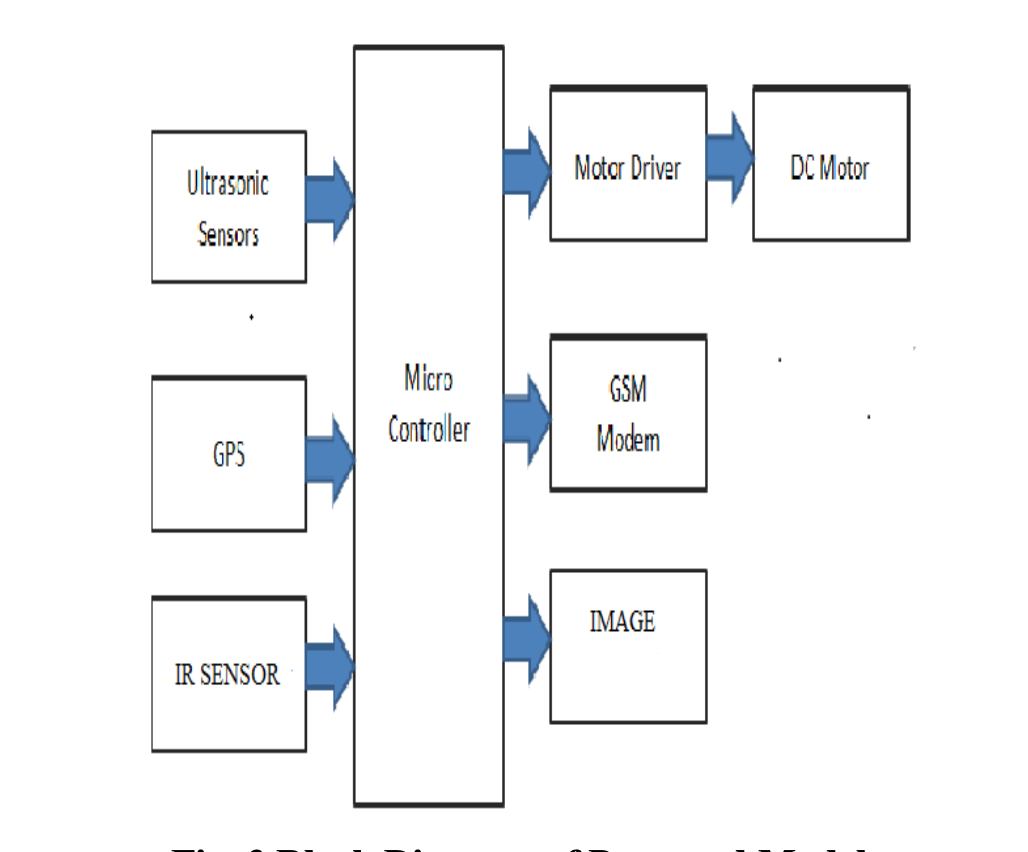 Ultrasonic
Sensors
GPS
IR SENSOR
Micro
Controller
Motor Driver
DC Motor
GSM
Modem
IMAGE